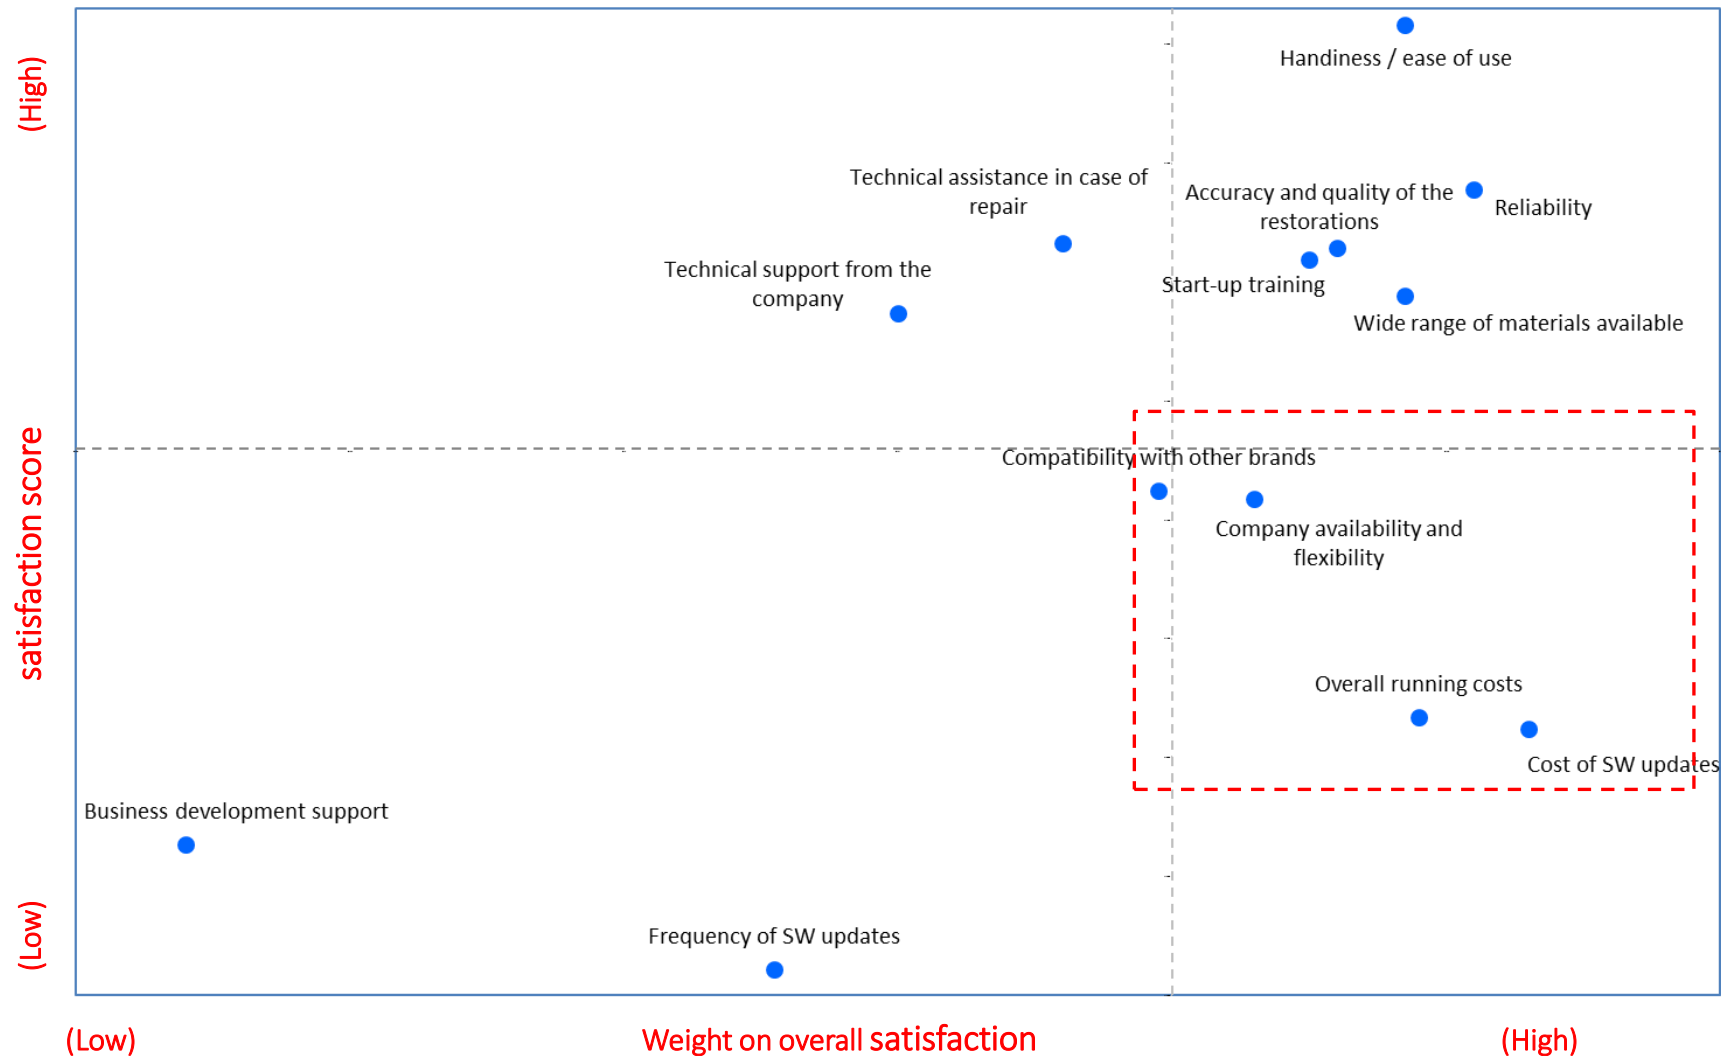 (High)
Handiness / ease of use
Technical assistance in case of
repair
Accuracy and quality of the
restorations
Reliability
Technical support from the
company
Start-up training
Wide range of materials available
satisfaction score
Compatibility with other brands
Company availability and
flexibility
Overall running costs
Cost of SW updates
Business development support
(Low)
Frequency of SW updates
(Low)
Weight on overall satisfaction
(High)